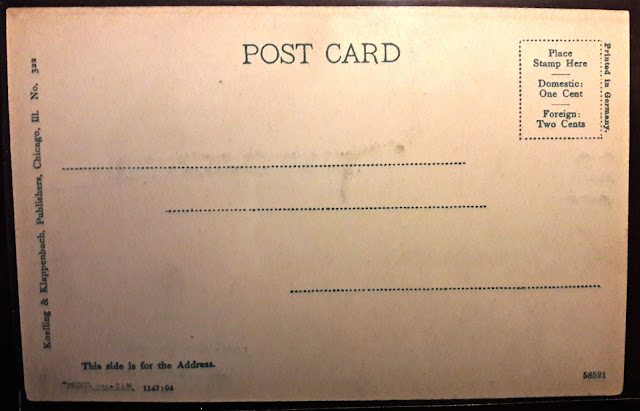 POST CARD
Place
Stamp Here
Domestic:
One Cent
Foreign:
Two Cents
Printed in Germany.
Koelling & Klappenbach, Publishers, Chicago, Ill. No. 322
This side is for the Address.
1147:04
58521